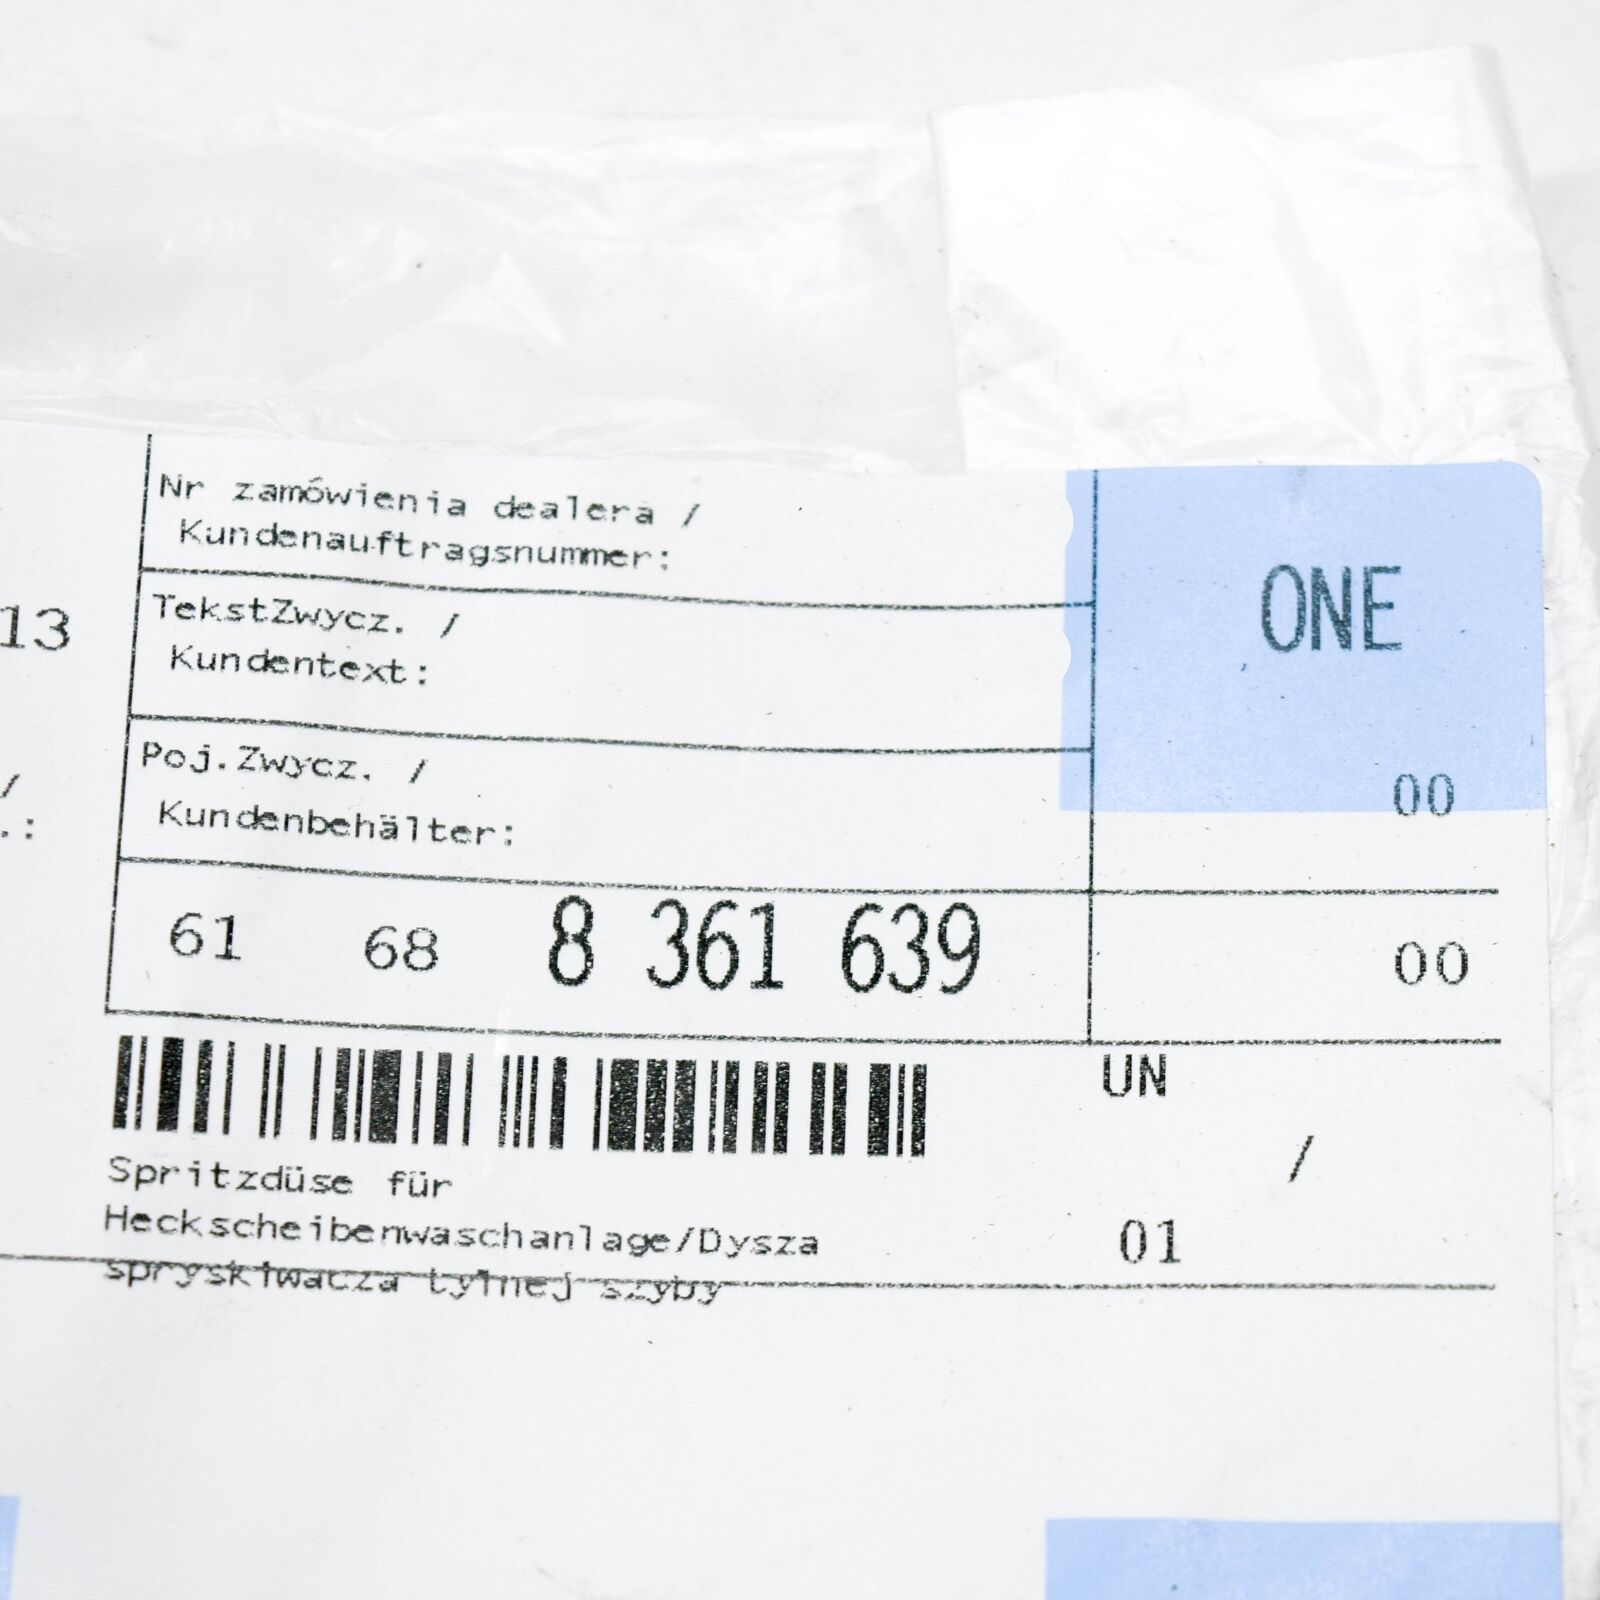 Nr zamówienia dealera /
Kundenauftragsnummer:
ONE
13
TekstZwycz. /
Kundentext:
Poj.Zwycz. /
Kundenbehälter:
00
/
.:
61 68 8 361 639
00
UN
/
Spritzdüse für
Heckscheibenwaschanlage/Dysza
01
spryskiwacza tylnej szyby